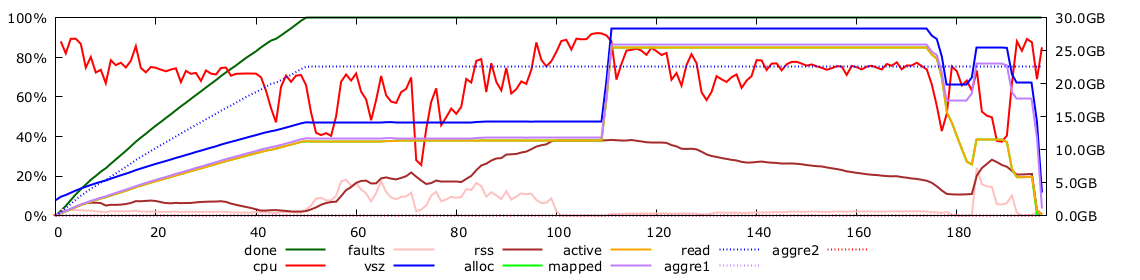 100% 30.0GB
25.0GB
80%
20.0GB
60%
15.0GB
40%
10.0GB
20%
5.0GB
0% 0.0GB
0 20 40 60 80 100 120 140 160 180
done faults rss active read aggre2
cpu vsz alloc mapped aggre1